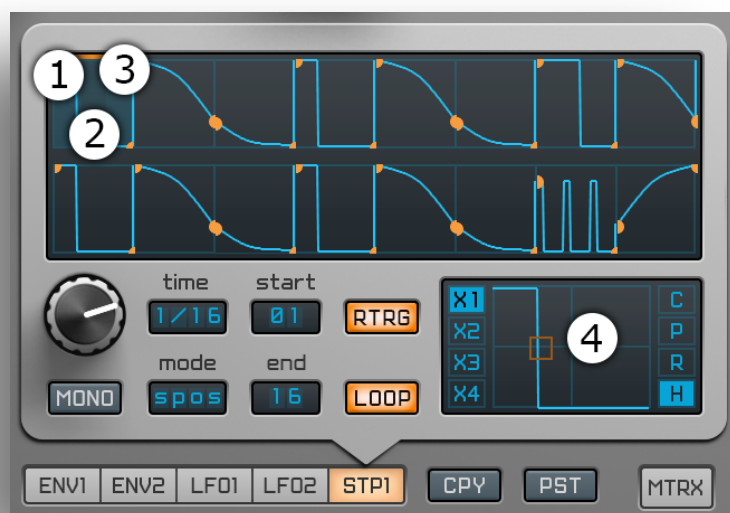 1 3
2
time start
1/16 01 RTRG
mode end
MONO spos 16 LOOP
X1 C
X2 4 P
X3 R
X4 H
ENV1 ENV2 LFO1 LFO2 STP1 CPY PST MTRX